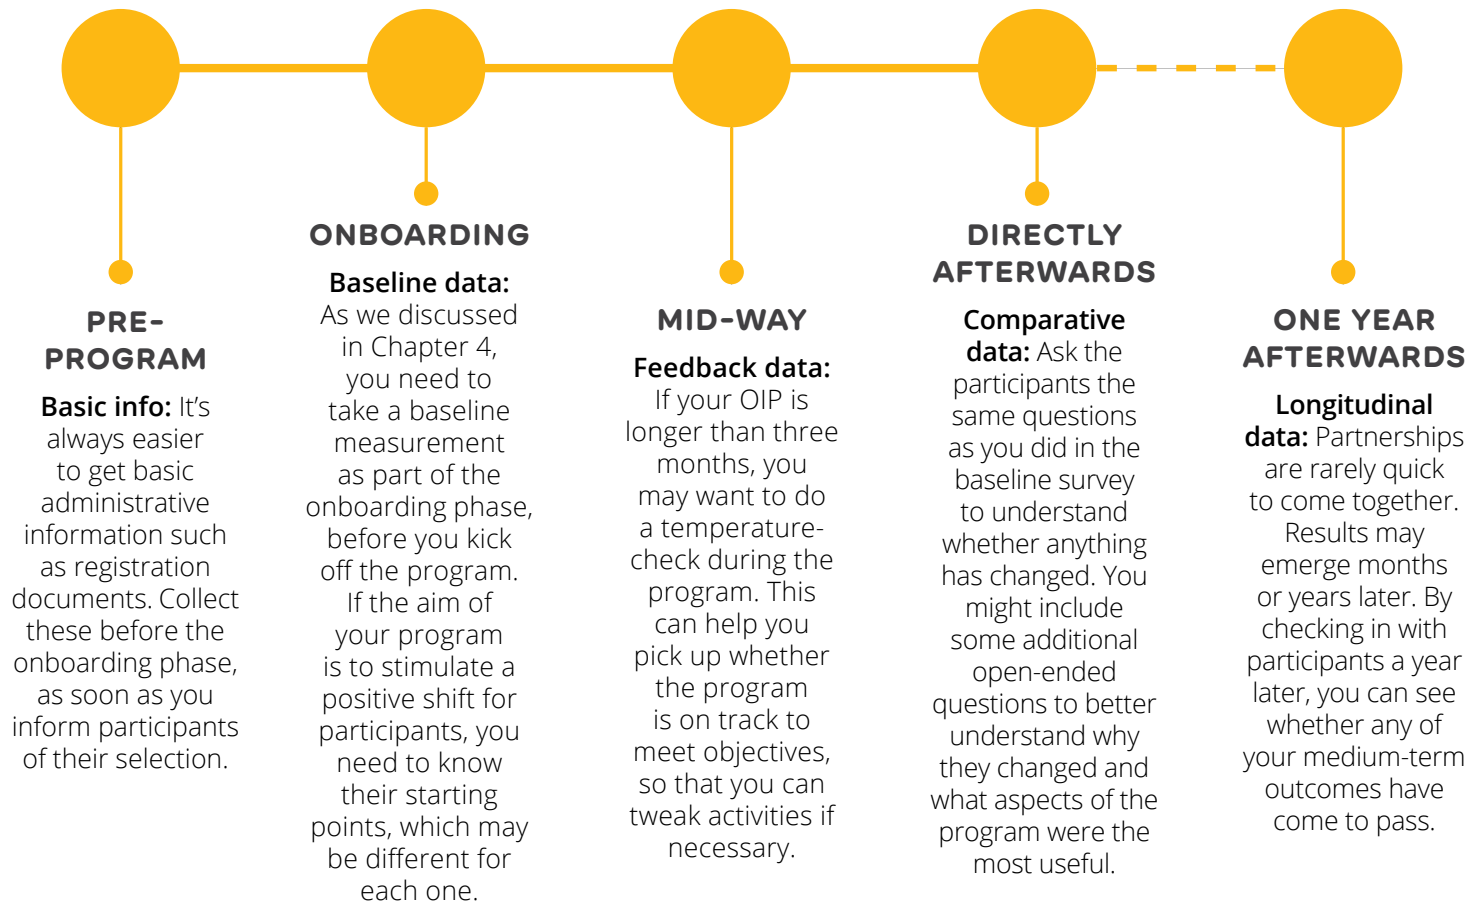 PRE-
PROGRAM
Basic info: It’s
always easier
to get basic
administrative
information such
as registration
documents. Collect
these before the
onboarding phase,
as soon as you
inform participants
of their selection.
ONBOARDING
Baseline data:
As we discussed
in Chapter 4,
you need to
take a baseline
measurement
as part of the
onboarding phase,
before you kick
off the program.
If the aim of
your program
is to stimulate a
positive shift for
participants, you
need to know
their starting
points, which may
be different for
each one.
MID-WAY
Feedback data:
If your OIP is
longer than three
months, you
may want to do
a temperature-
check during the
program. This
can help you
pick up whether
the program
is on track to
meet objectives,
so that you can
tweak activities if
necessary.
DIRECTLY
AFTERWARDS
Comparative
data: Ask the
participants the
same questions
as you did in the
baseline survey
to understand
whether anything
has changed. You
might include
some additional
open-ended
questions to better
understand why
they changed and
what aspects of the
program were the
most useful.
ONE YEAR
AFTERWARDS
Longitudinal
data: Partnerships
are rarely quick
to come together.
Results may
emerge months
or years later. By
checking in with
participants a year
later, you can see
whether any of
your medium-term
outcomes have
come to pass.